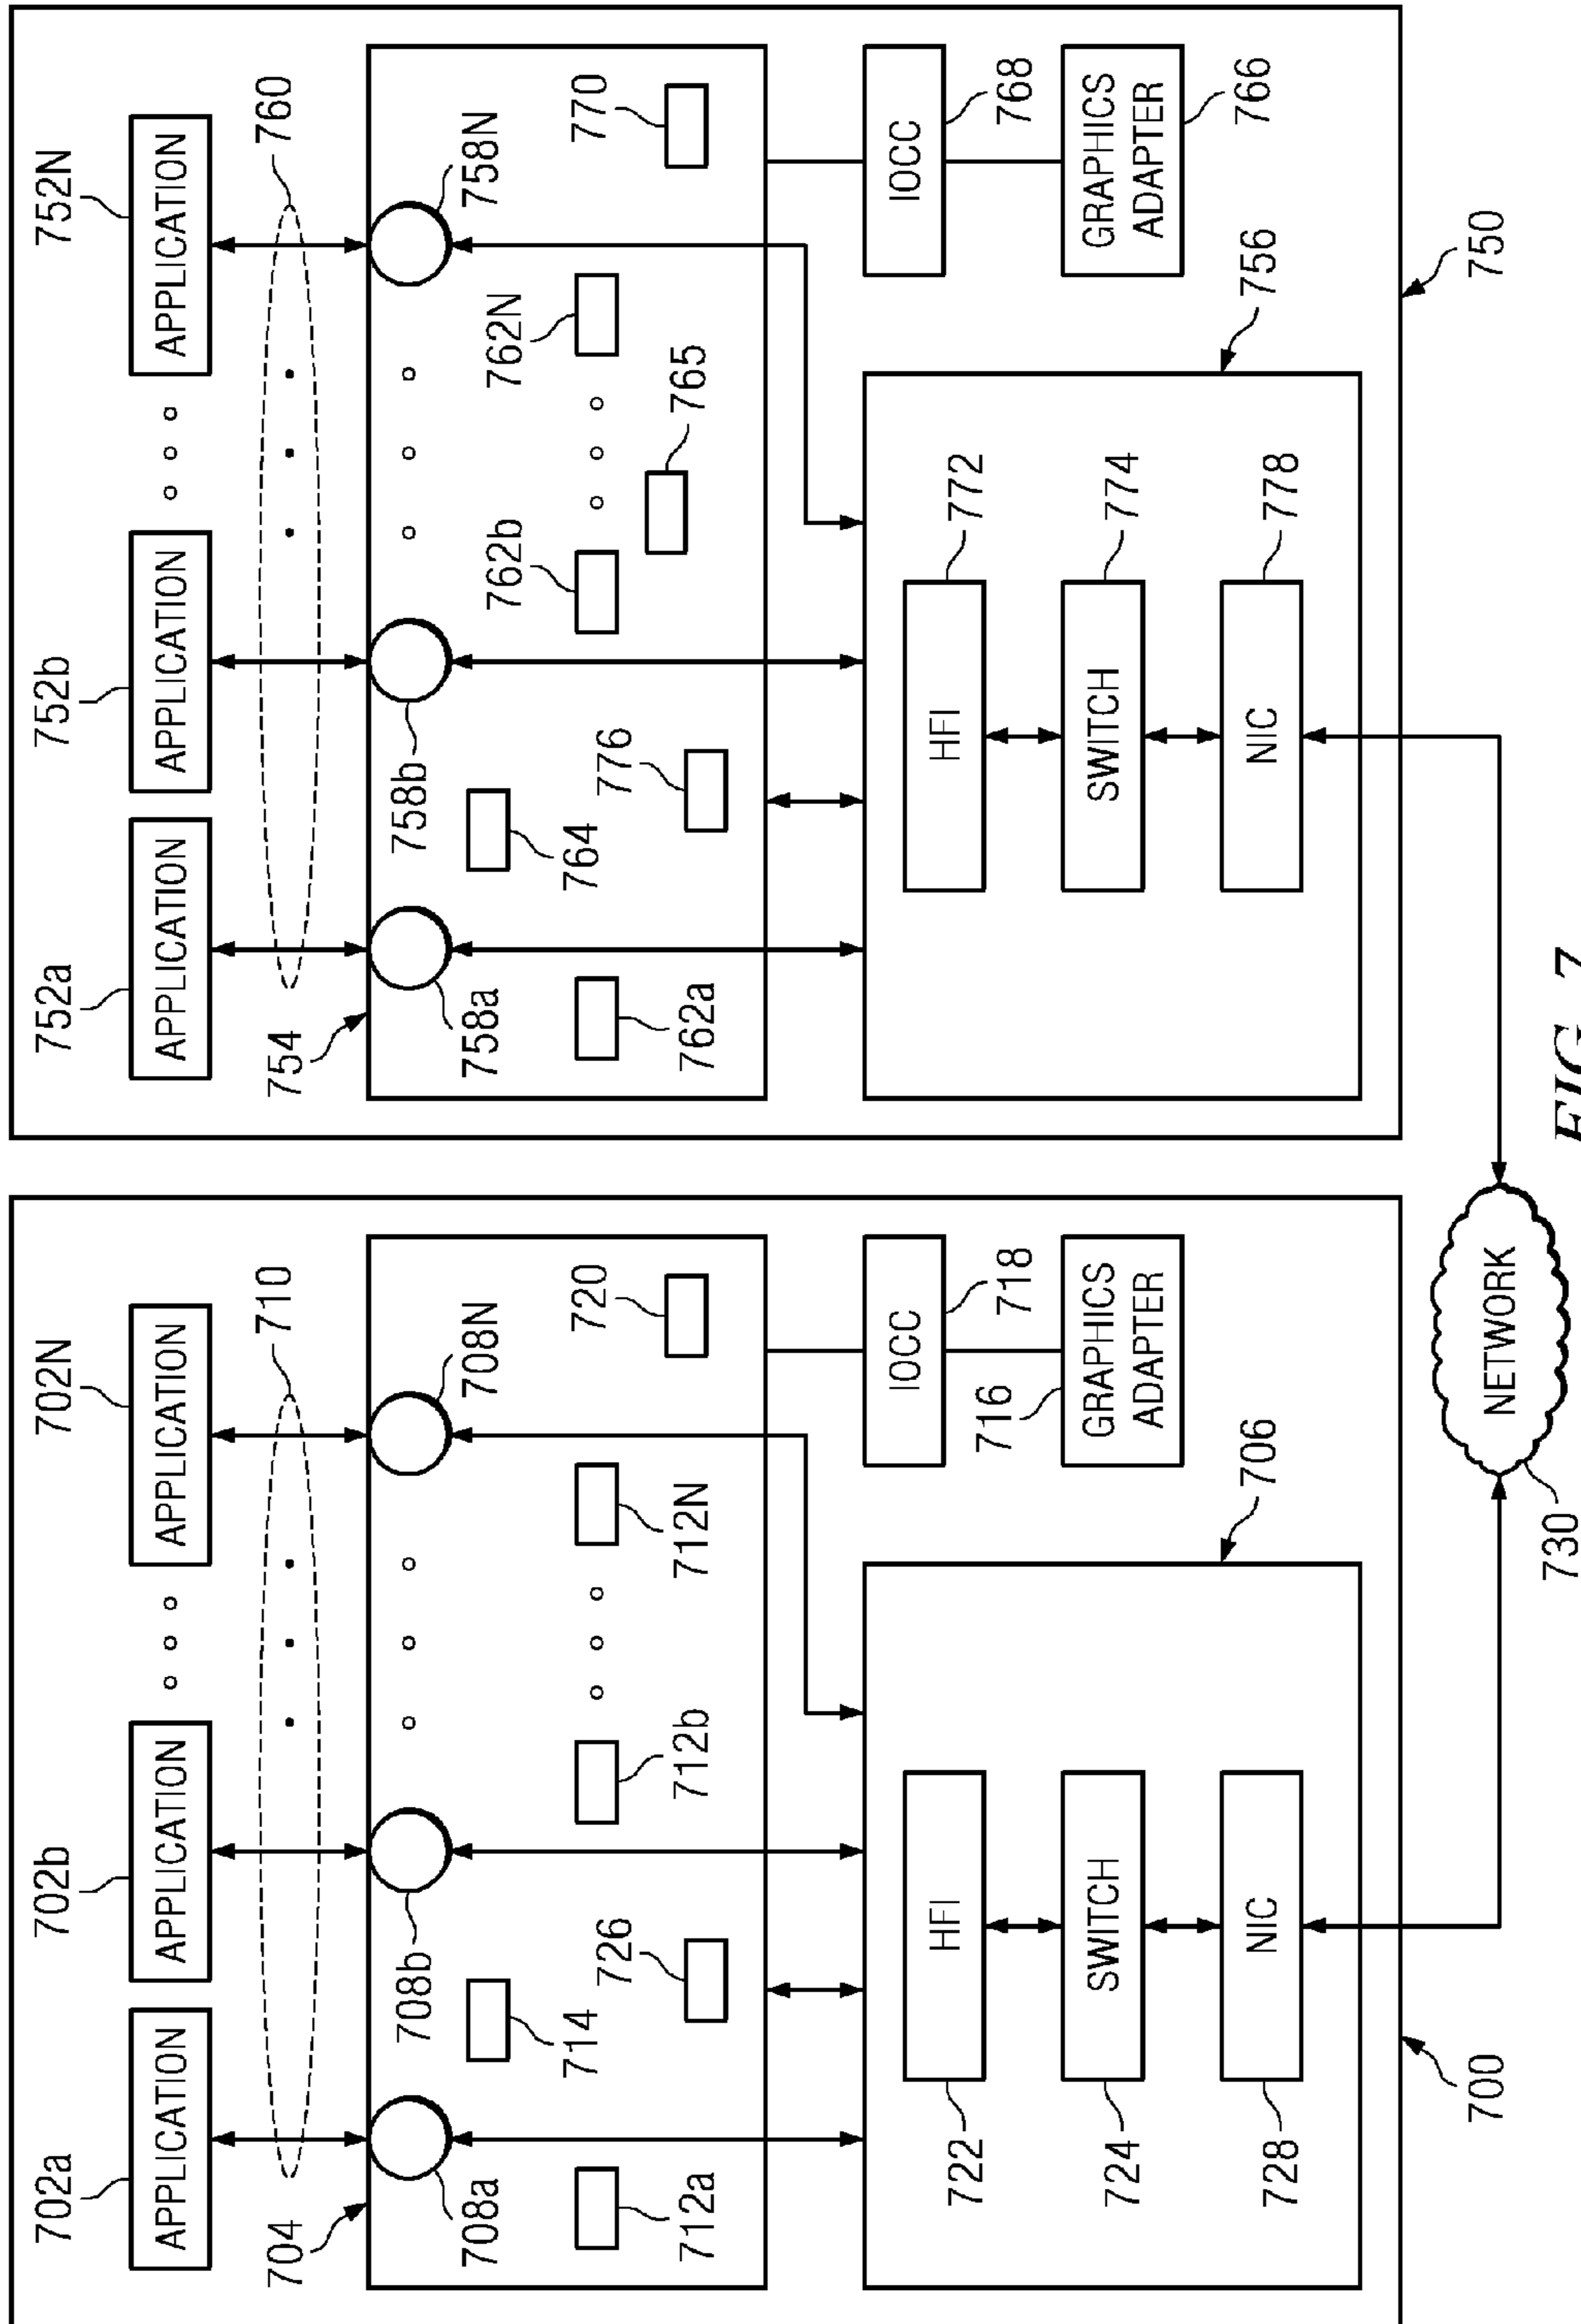 702a
702b
702N
APPLICATION
APPLICATION
APPLICATION
704
710
708a
708b
708N
714
712a
726
712b
712N
720
722
HFI
724
SWITCH
728
NIC
706
IOCC
718
716
GRAPHICS
ADAPTER
700
730
NETWORK
752a
752b
752N
APPLICATION
APPLICATION
APPLICATION
754
760
758a
758b
758N
764
762a
776
762b
762N
765
770
HFI
772
SWITCH
774
NIC
778
756
IOCC
768
GRAPHICS
ADAPTER
766
750
FIG. 7